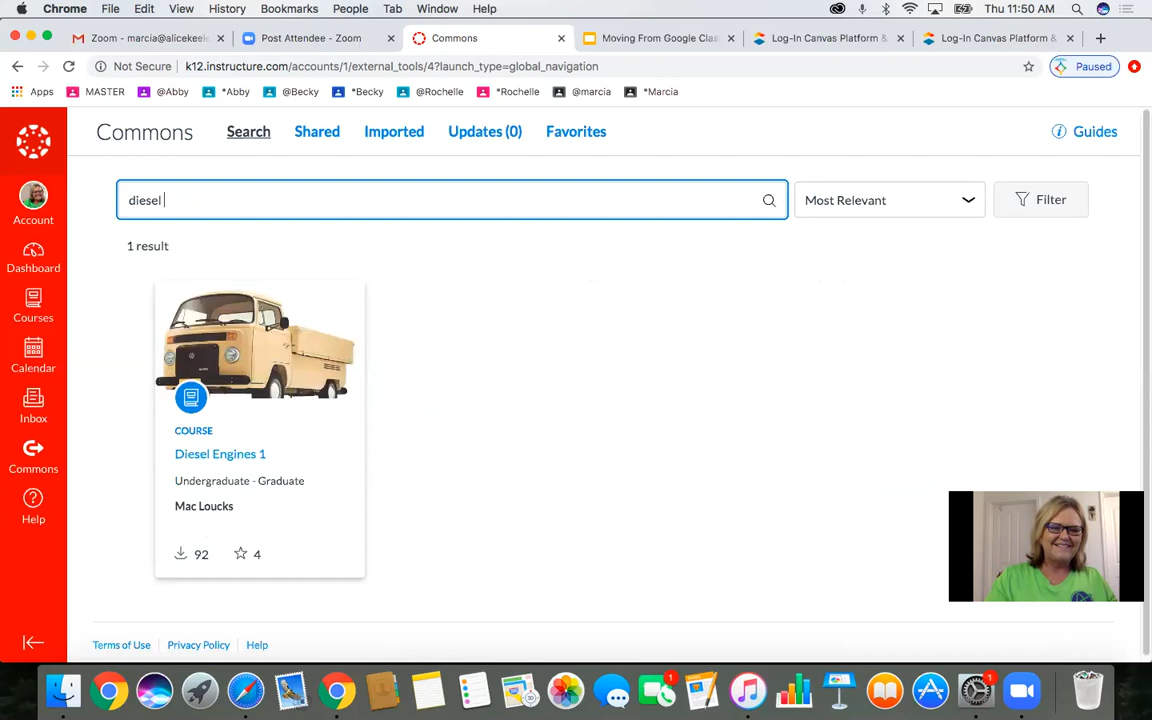 Chrome File Edit View History Bookmarks People Tab Window Help Thu 11:50 AM
Zoom - marcia@alicekeele Post Attendee - Zoom Commons Moving From Google Clas Log-In Canvas Platform & Log-In Canvas Platform &
Not Secure k12.instructure.com/accounts/1/external_tools/4?launch_type=global_navigation Paused
Apps MASTER @Abby *Abby @Becky *Becky @Rochelle *Rochelle @marcia *Marcia
Commons Search Shared Imported Updates (0) Favorites Guides
diesel Most Relevant Filter
1 result
Account
Dashboard
Courses
Calendar
Inbox
Commons
Help
COURSE
Diesel Engines 1
Undergraduate - Graduate
Mac Loucks
92 4
Terms of Use Privacy Policy Help
1 1